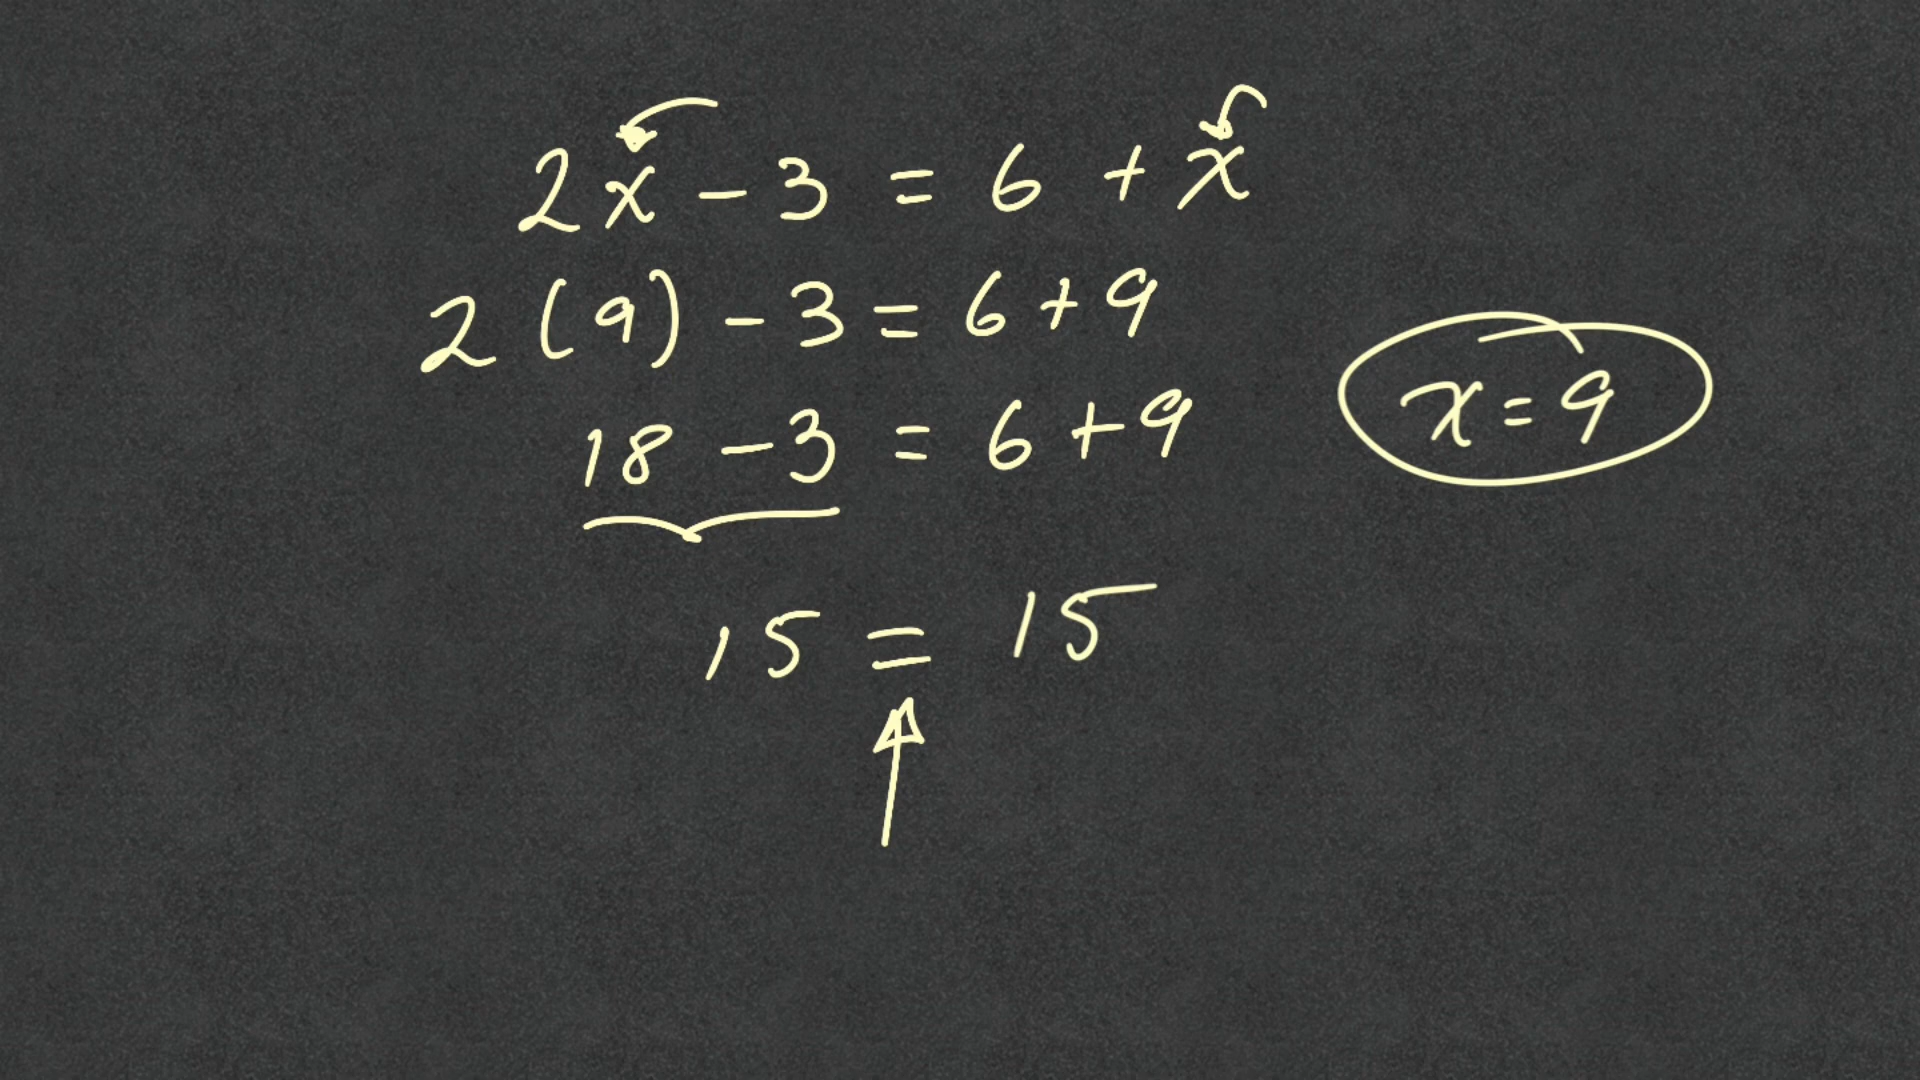 2x - 3 = 6 + x
2 (9) - 3 = 6 + 9
18 - 3 = 6 + 9
x = 9
15 = 15